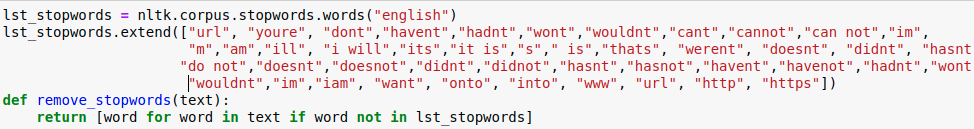 lst_stopwords = nltk.corpus.stopwords.words("english")
lst_stopwords.extend(["url", "youre", "dont","havent","hadnt","wont","wouldnt","cant","cannot","can not","im",
"m","am","ill", "i will","its","it is","s"," is","thats", "werent", "doesnt", "didnt", "hasnt
"do not","doesnt","doesnot","didnt","didnot","hasnt","hasnot","havent","havenot","hadnt","wont
"wouldnt","im","iam", "want", "onto", "into", "www", "url", "http", "https"])
def remove_stopwords(text):
    return [word for word in text if word not in lst_stopwords]